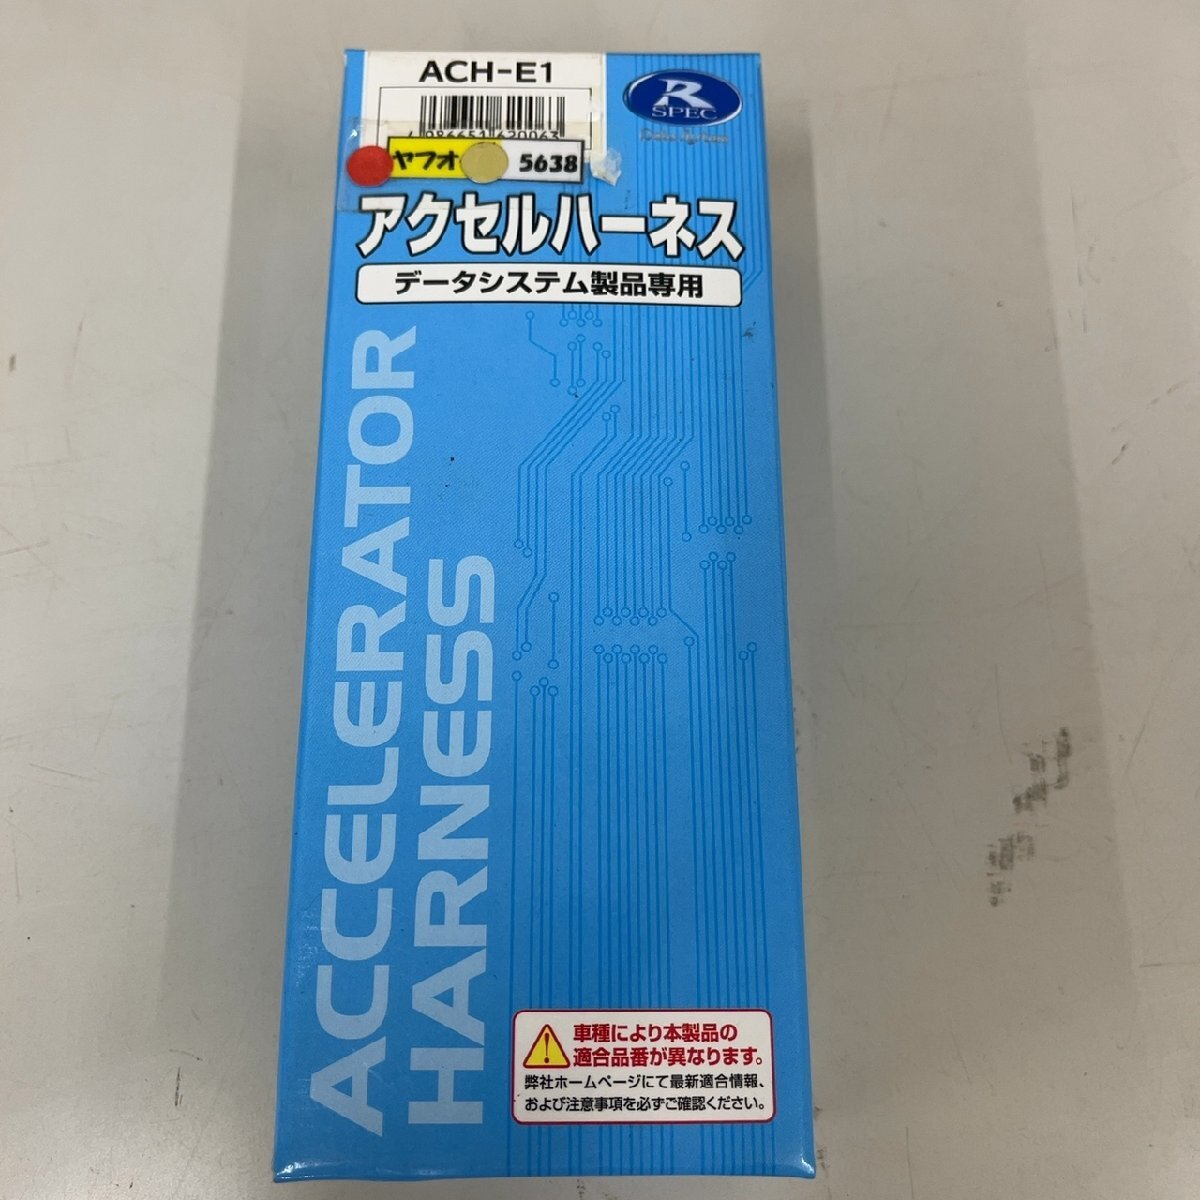 ACH-E1
R
SPEC
Data System
ヤフオ
5638
アクセルハーネス
データシステム製品専用
ACCELERATOR
HARNESS
車種により本製品の
適合品番が異なります。
弊社ホームページにて最新適合情報、
および注意事項を必ずご確認ください。